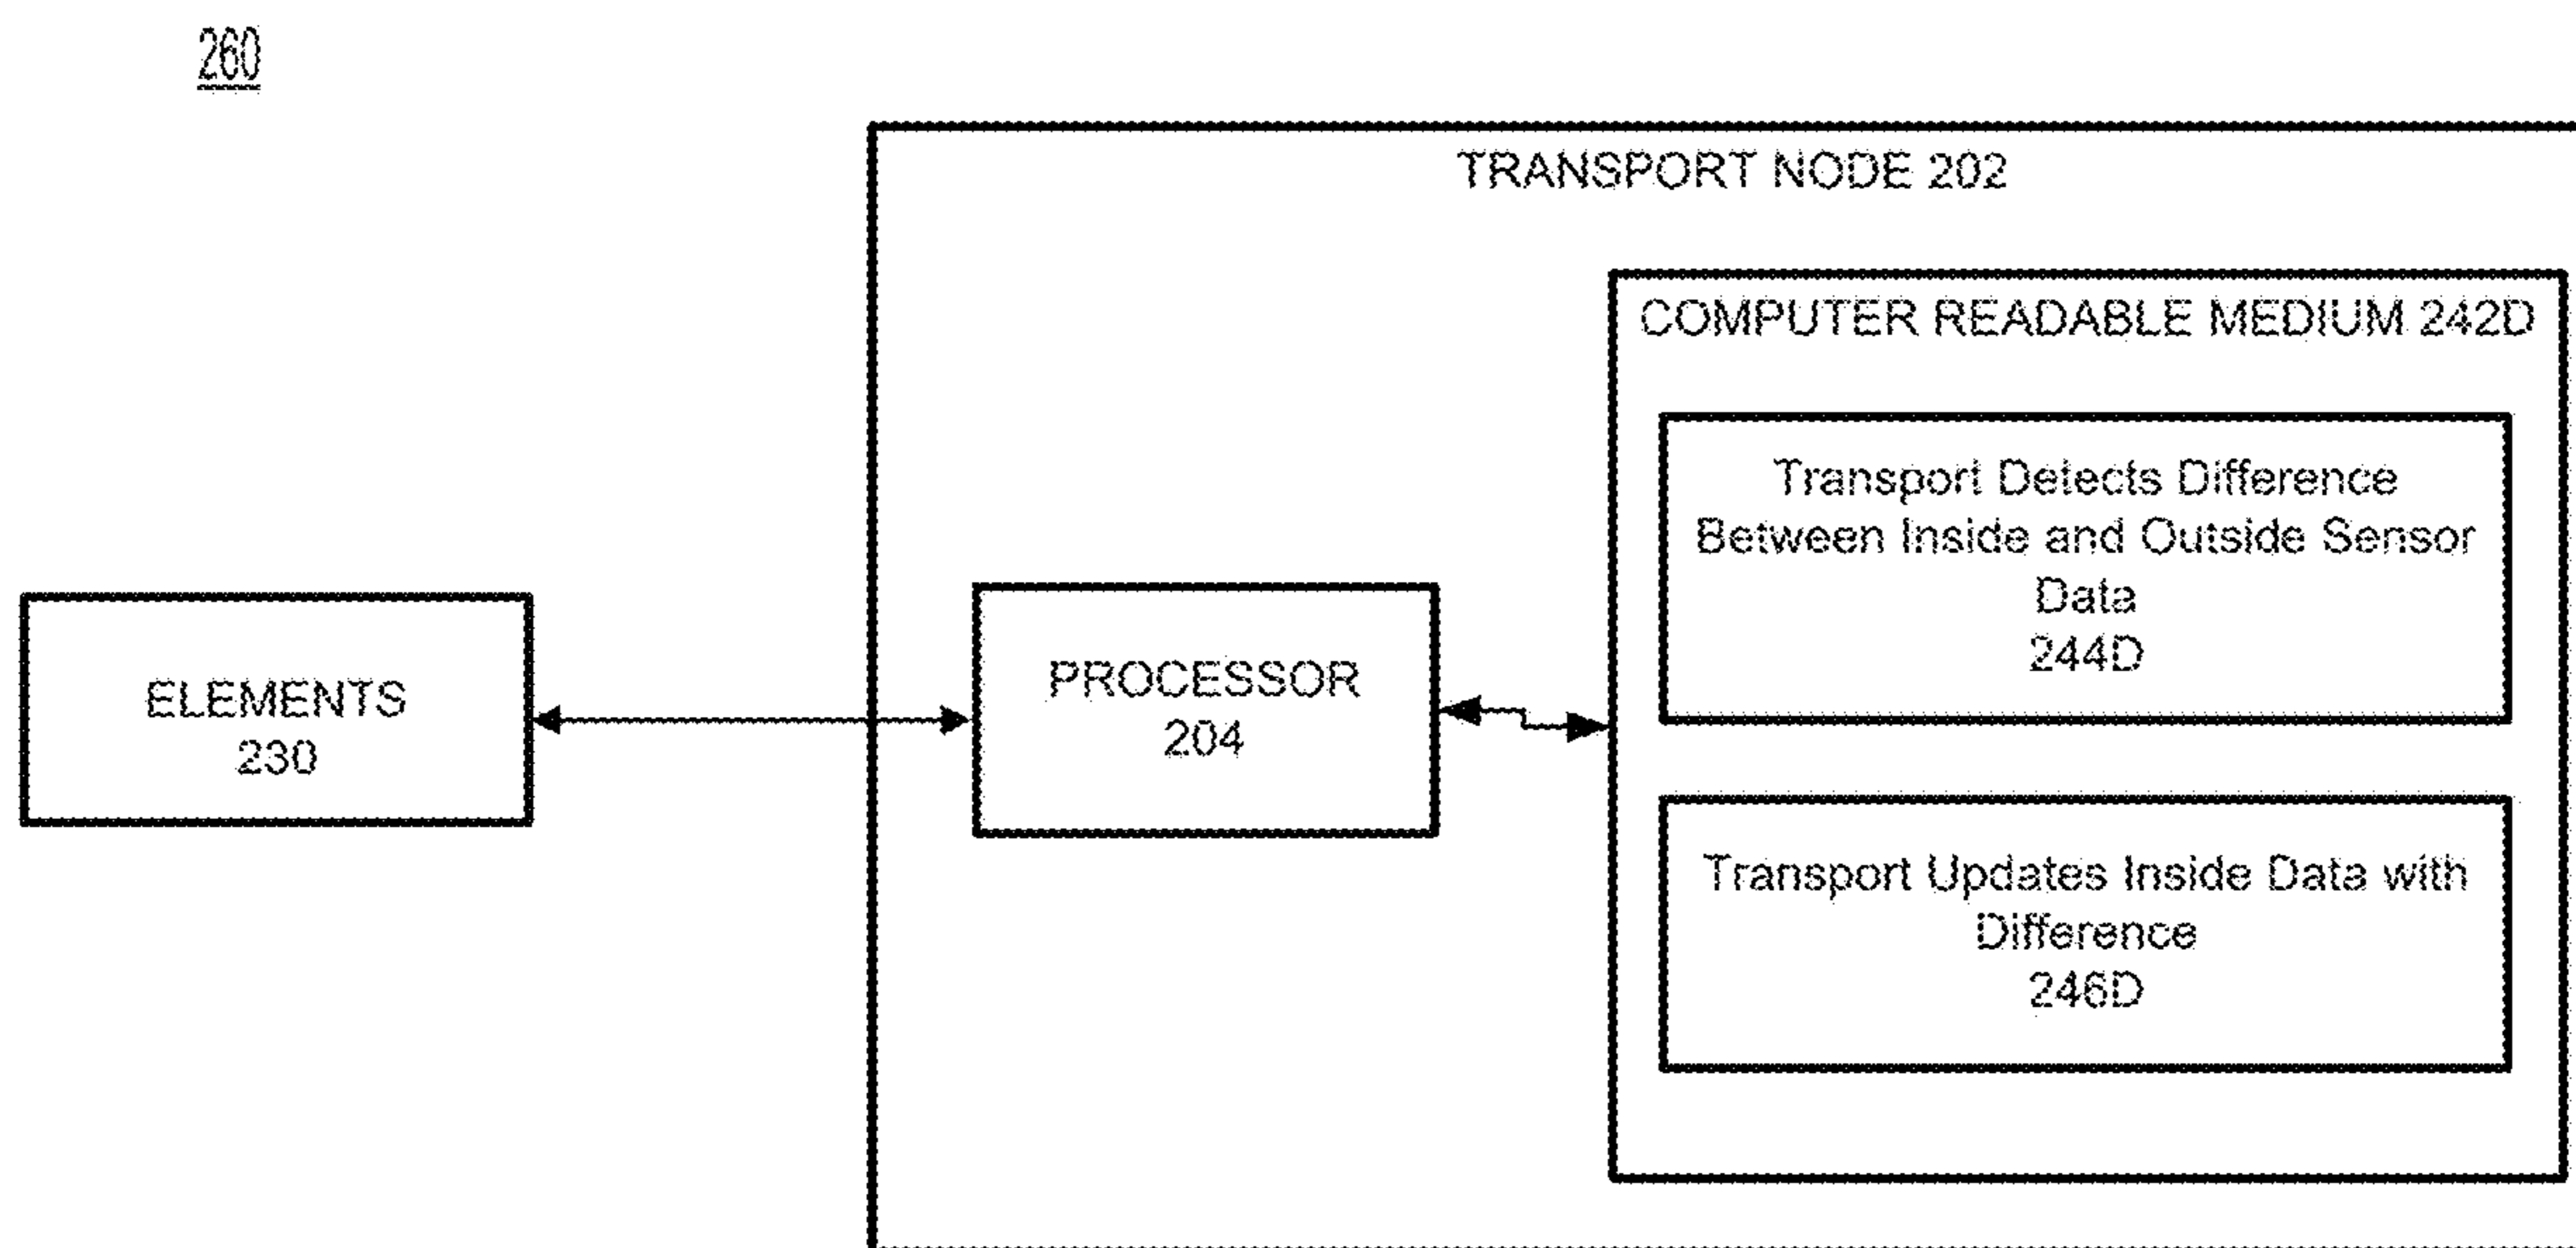 260
TRANSPORT NODE 202
COMPUTER READABLE MEDIUM 242D
Transport Detects Difference
Between Inside and Outside Sensor
Data
244D
ELEMENTS
230
PROCESSOR
204
Transport Updates Inside Data with
Difference
246D